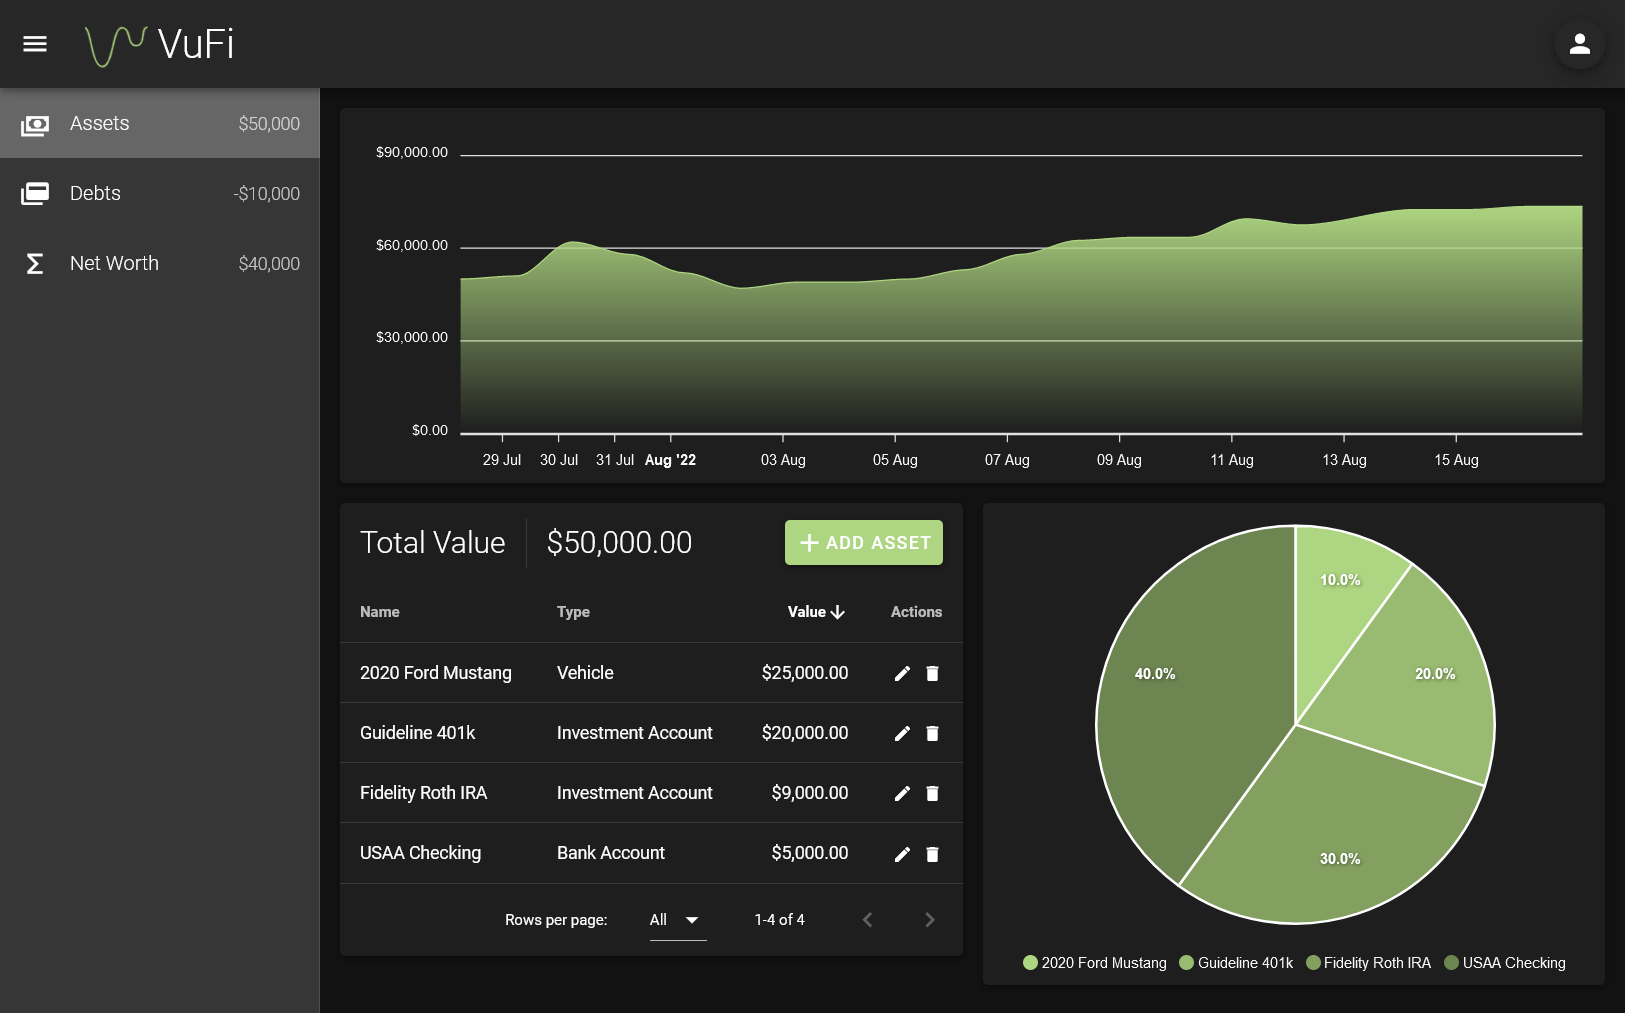 VuFi
Assets $50,000
Debts -$10,000
Net Worth $40,000
$90,000.00
$60,000.00
$30,000.00
$0.00
29 Jul 30 Jul 31 Jul Aug '22 03 Aug 05 Aug 07 Aug 09 Aug 11 Aug 13 Aug 15 Aug
Total Value $50,000.00 ADD ASSET
Name Type Value Actions
2020 Ford Mustang Vehicle $25,000.00
Guideline 401k Investment Account $20,000.00
Fidelity Roth IRA Investment Account $9,000.00
USAA Checking Bank Account $5,000.00
Rows per page: All 1-4 of 4
10.0%
20.0%
40.0%
30.0%
2020 Ford Mustang Guideline 401k Fidelity Roth IRA USAA Checking